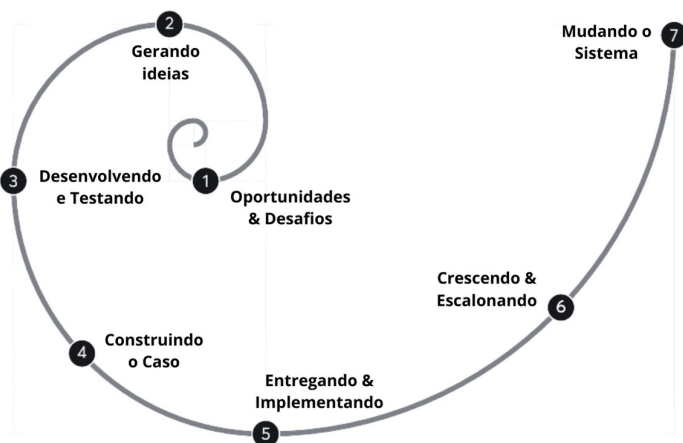 1
Oportunidades
& Desafios
2
Gerando
ideias
3
Desenvolvendo
e Testando
4
Construindo
o Caso
5
Entregando &
Implementando
6
Crescendo &
Escalonando
7
Mudando o
Sistema